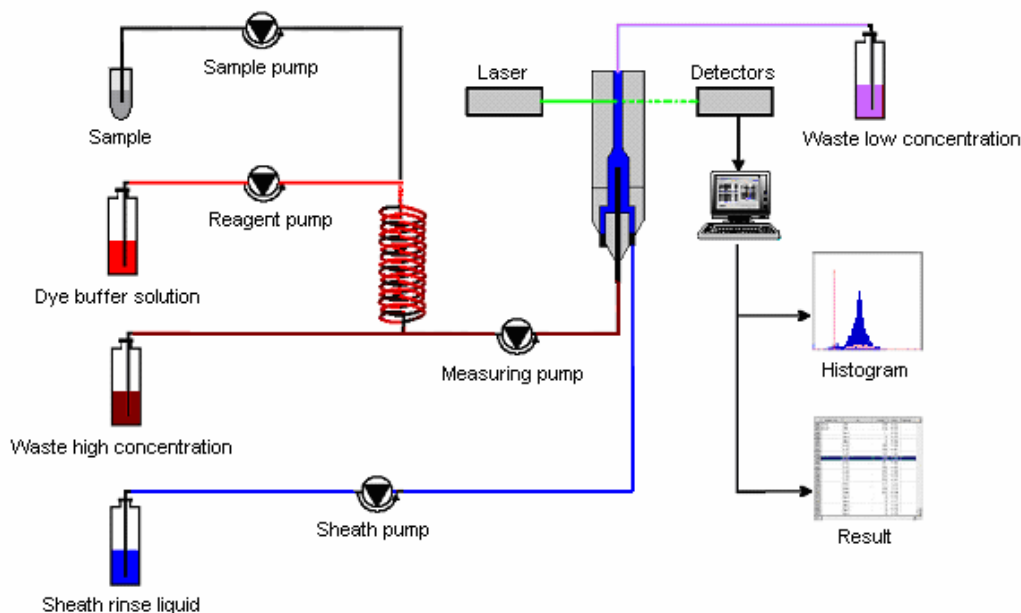 Sample pump
Laser
Detectors
Sample
Waste low concentration
Reagent pump
Dye buffer solution
Measuring pump
Histogram
Waste high concentration
Sheath pump
Result
Sheath rinse liquid